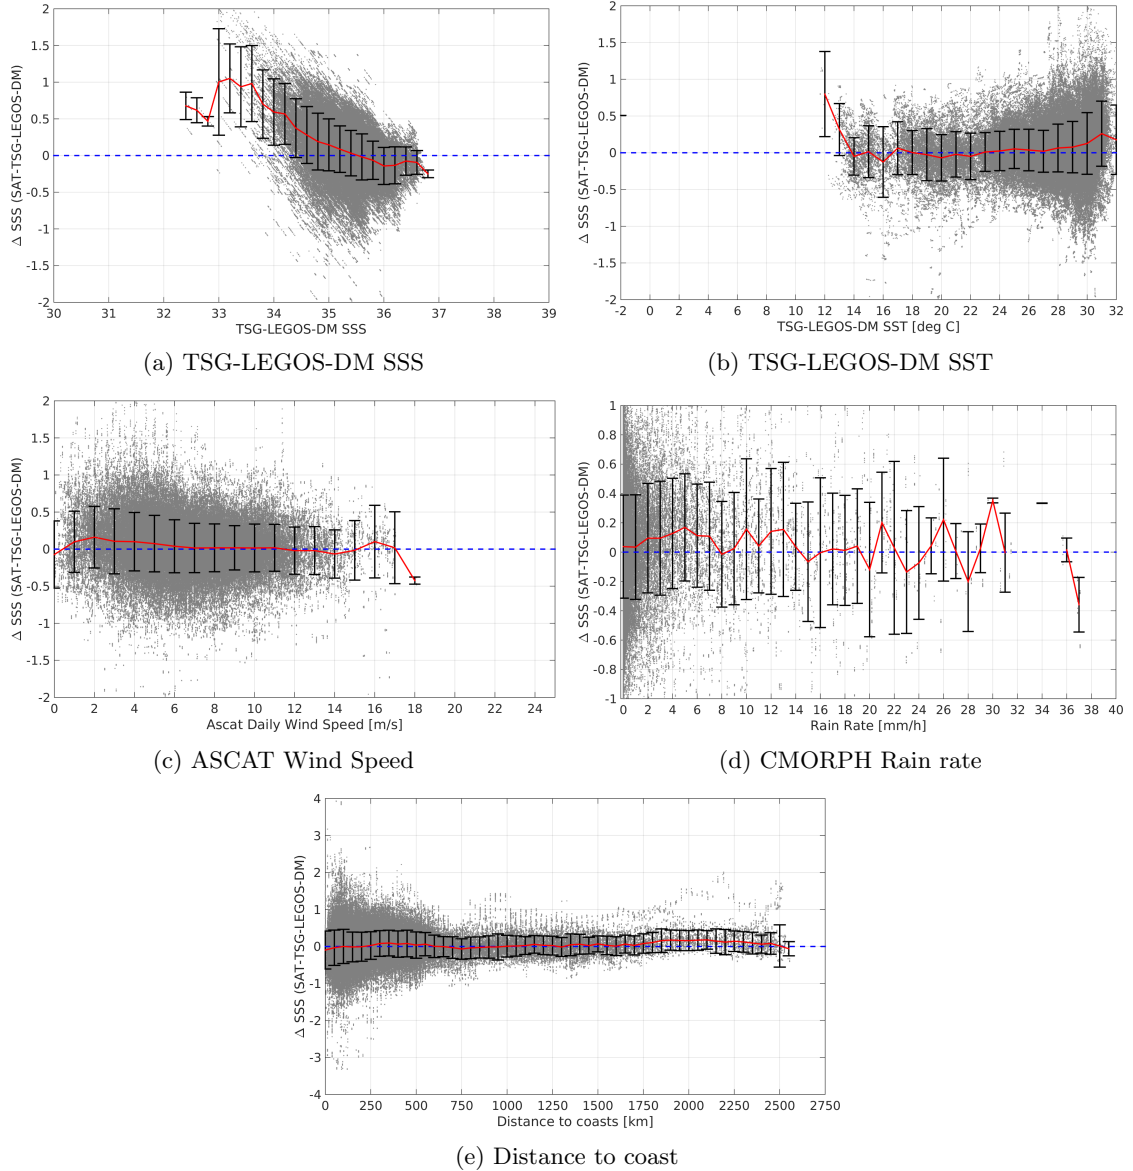 2
1.5
1
0.5
0
-0.5
-1
-1.5
-2
Δ SSS (SAT-TSG-LEGOS-DM)
30 31 32 33 34 35 36 37 38 39
TSG-LEGOS-DM SSS
(a) TSG-LEGOS-DM SSS
2
1.5
1
0.5
0
-0.5
-1
-1.5
-2
Δ SSS (SAT-TSG-LEGOS-DM)
-2 0 2 4 6 8 10 12 14 16 18 20 22 24 26 28 30 32
TSG-LEGOS-DM SST [deg C]
(b) TSG-LEGOS-DM SST
2
1.5
1
0.5
0
-0.5
-1
-1.5
-2
Δ SSS (SAT-TSG-LEGOS-DM)
0 2 4 6 8 10 12 14 16 18 20 22 24
Ascat Daily Wind Speed [m/s]
(c) ASCAT Wind Speed
1
0.8
0.6
0.4
0.2
0
-0.2
-0.4
-0.6
-0.8
-1
Δ SSS (SAT-TSG-LEGOS-DM)
0 2 4 6 8 10 12 14 16 18 20 22 24 26 28 30 32 34 36 38 40
Rain Rate [mm/h]
(d) CMORPH Rain rate
4
3
2
1
0
-1
-2
-3
-4
Δ SSS (SAT-TSG-LEGOS-DM)
0 250 500 750 1000 1250 1500 1750 2000 2250 2500 2750
Distance to coasts [km]
(e) Distance to coast